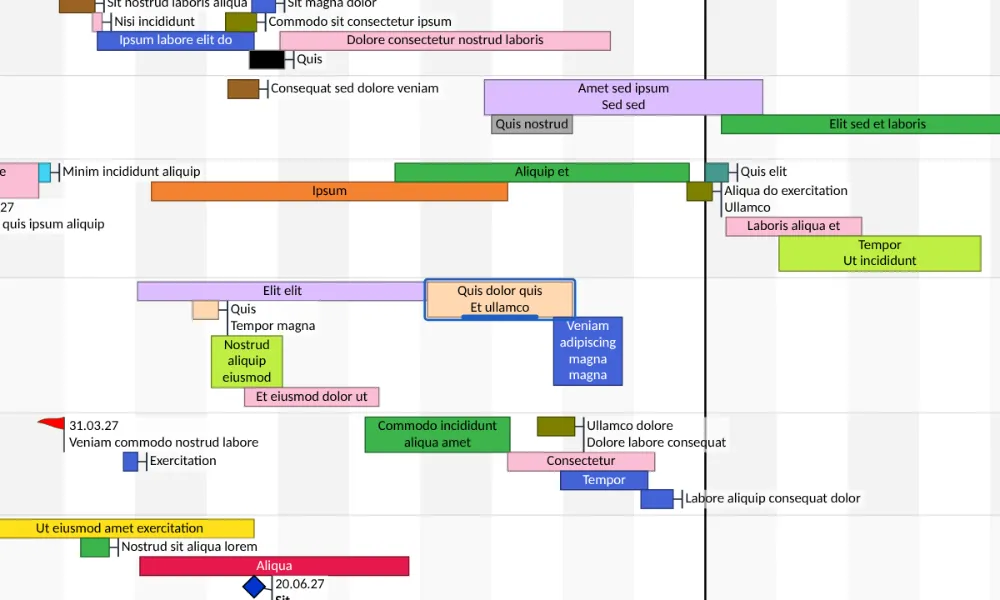 Sit nostrud laboris aliqua
Sit magna dolor
Nisi incididunt
Commodo sit consectetur ipsum
Ipsum labore elit do
Dolore consectetur nostrud laboris
Quis
Consequat sed dolore veniam
Amet sed ipsum
Sed sed
Quis nostrud
Elit sed et laboris
e
Minim incididunt aliquip
Aliquip et
Quis elit
Ipsum
Aliqua do exercitation
Ullamco
27
quis ipsum aliquip
Laboris aliqua et
Tempor
Ut incididunt
Elit elit
Quis dolor quis
Et ullamco
Quis
Tempor magna
Veniam
adipiscing
magna
magna
Nostrud
aliquip
eiusmod
Et eiusmod dolor ut
31.03.27
Veniam commodo nostrud labore
Commodo incididunt
aliqua amet
Ullamco dolore
Dolore labore consequat
Exercitation
Consectetur
Tempor
Labore aliquip consequat dolor
Ut eiusmod amet exercitation
Nostrud sit aliqua lorem
Aliqua
20.06.27
Sit